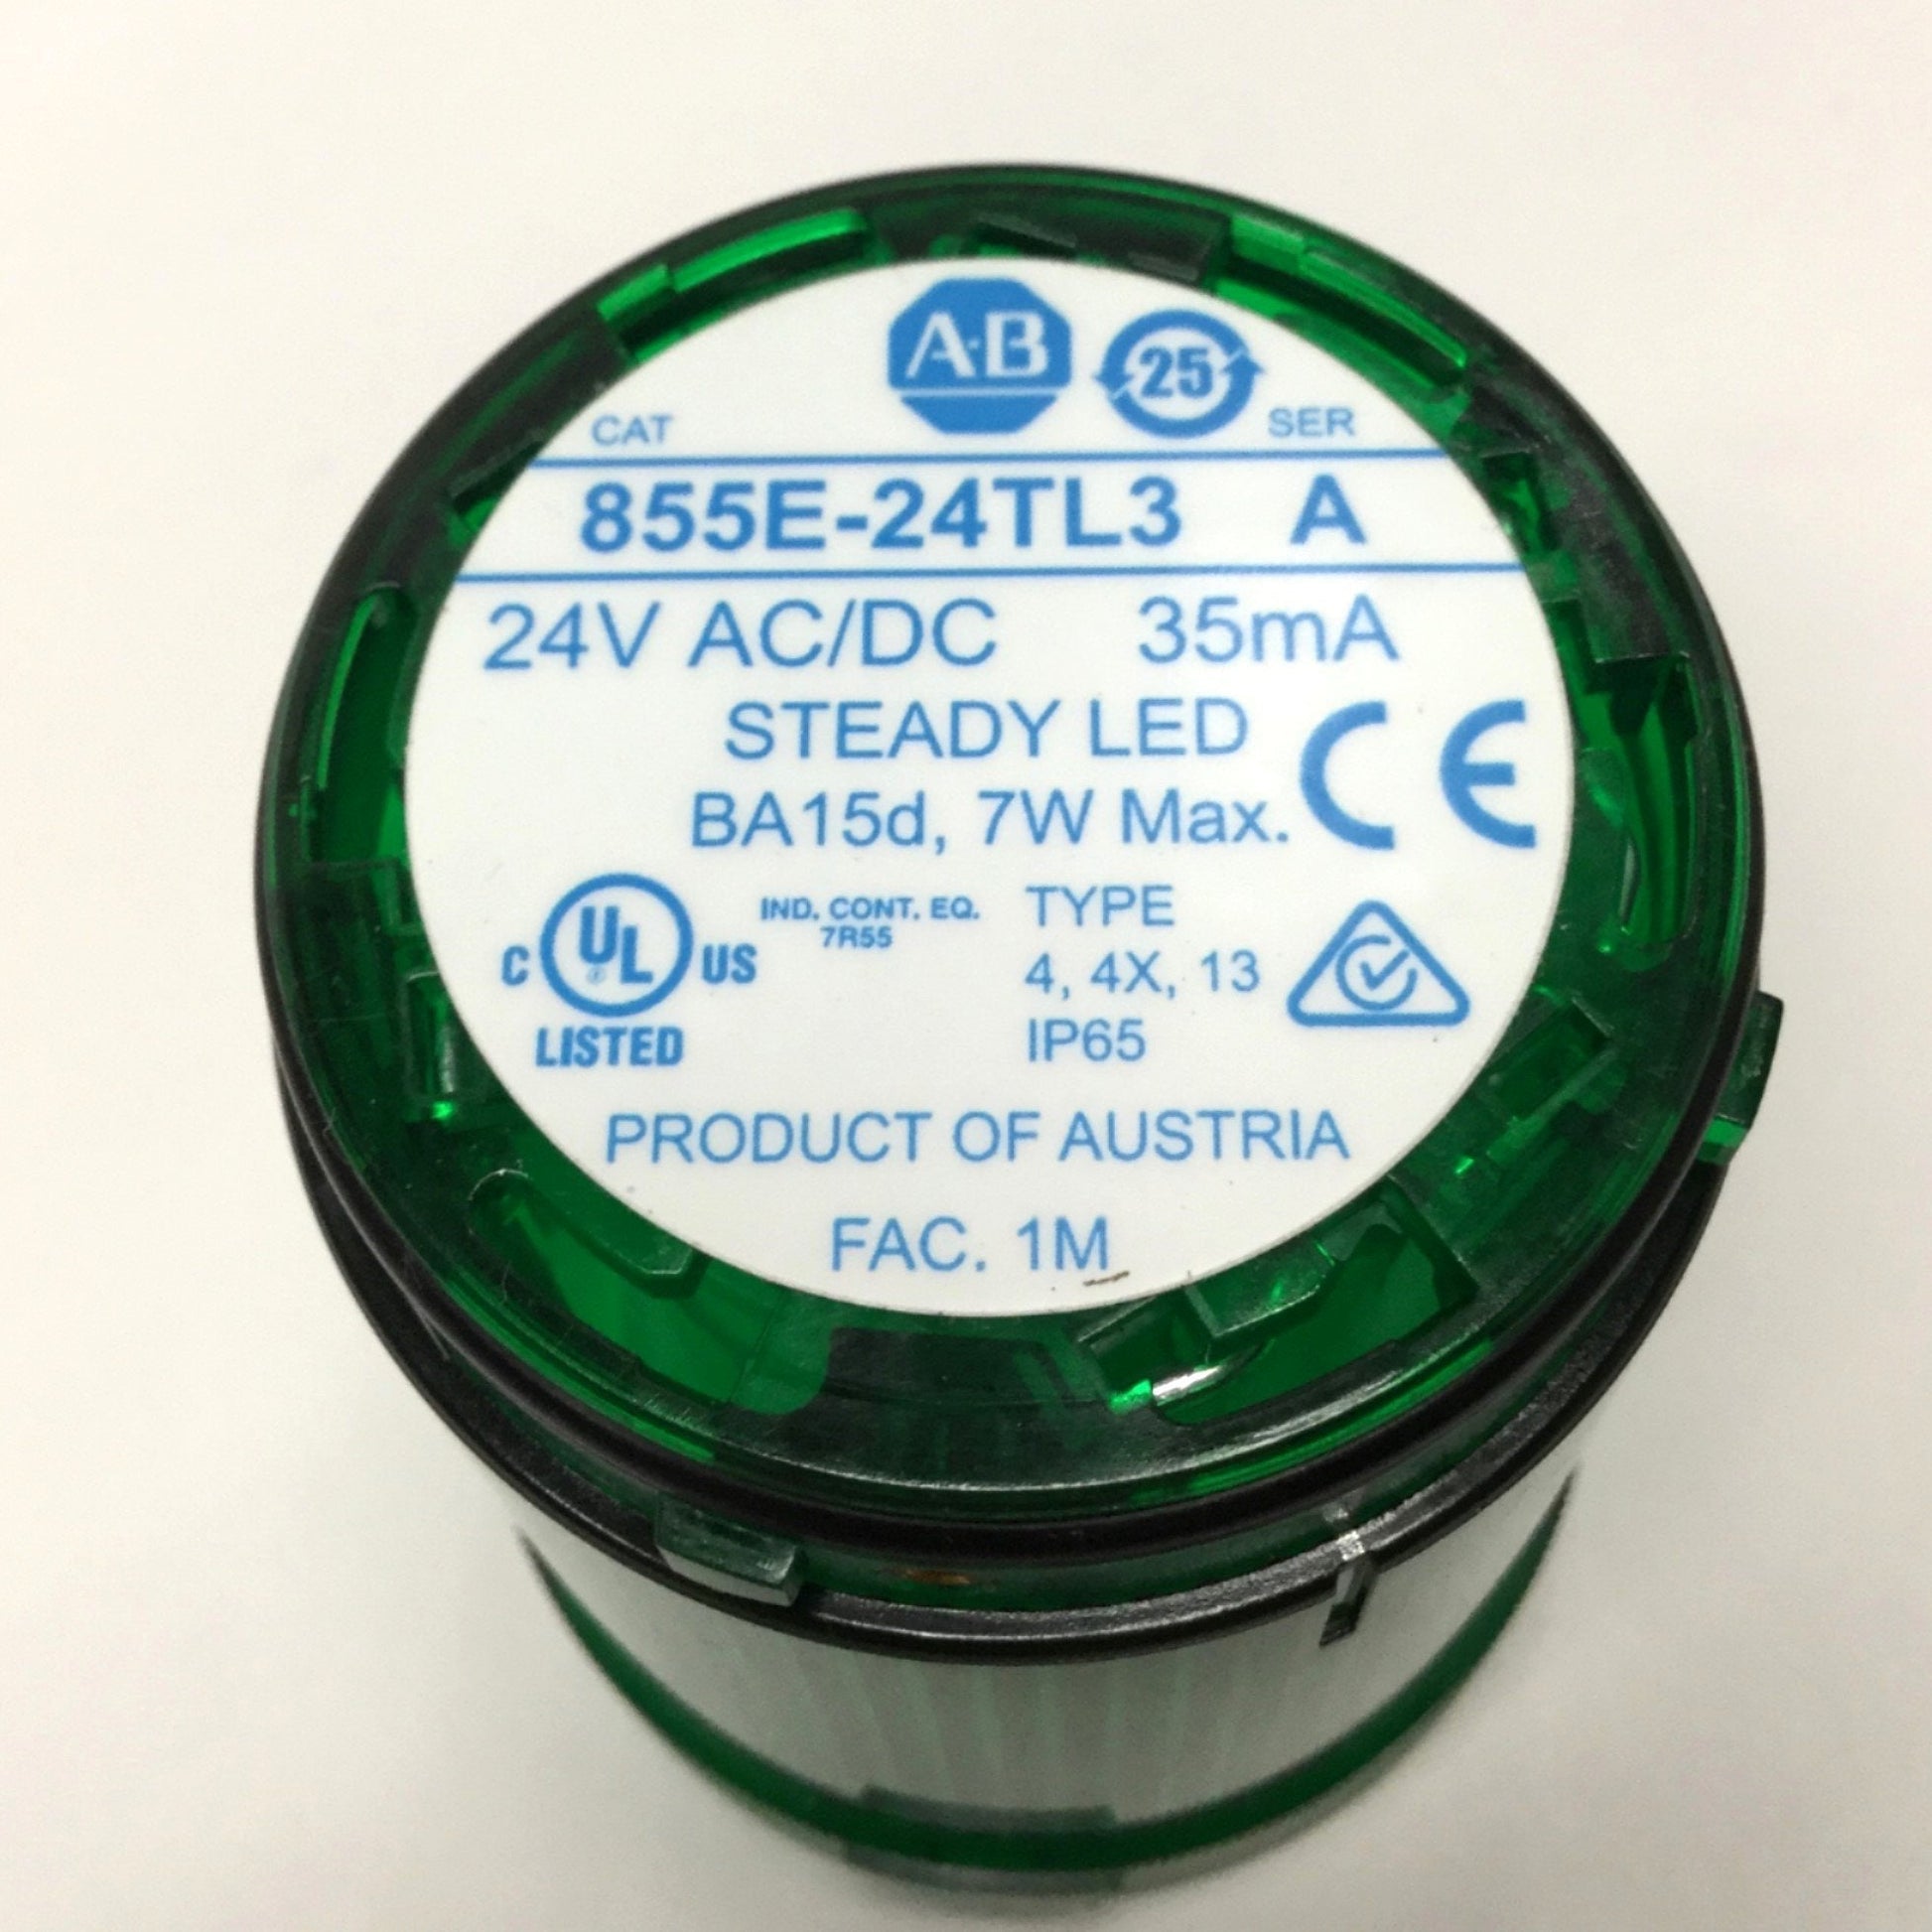 A·B 25
CAT SER
855E-24TL3 A
24V AC/DC 35mA
STEADY LED
BA15d, 7W Max. CE
C UL US LISTED
IND. CONT. EQ.
7R55
TYPE
4, 4X, 13
IP65
PRODUCT OF AUSTRIA
FAC. 1M